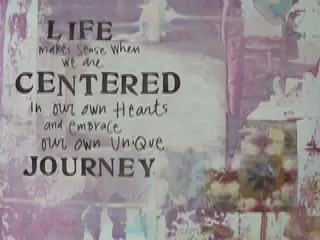 LIFE
makes sense when
we are
CENTERED
in our own Hearts
and embrace
our own UniQue
JOURNEY